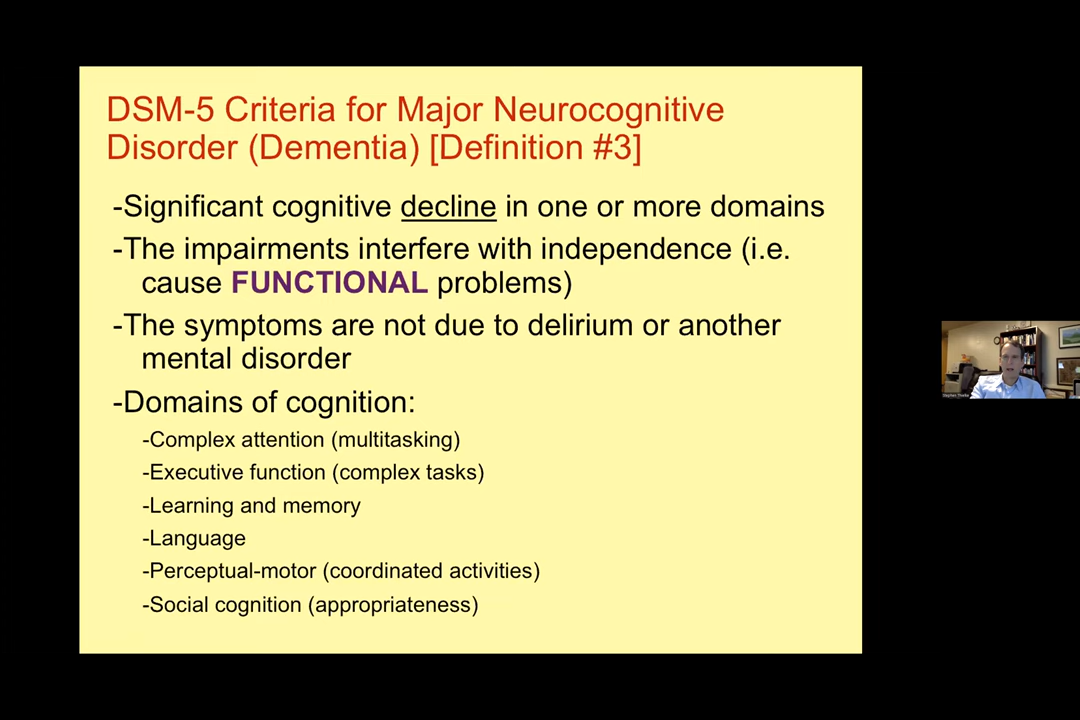 DSM-5 Criteria for Major Neurocognitive
Disorder (Dementia) [Definition #3]
-Significant cognitive decline in one or more domains
-The impairments interfere with independence (i.e.
cause FUNCTIONAL problems)
-The symptoms are not due to delirium or another
mental disorder
-Domains of cognition:
-Complex attention (multitasking)
-Executive function (complex tasks)
-Learning and memory
-Language
-Perceptual-motor (coordinated activities)
-Social cognition (appropriateness)